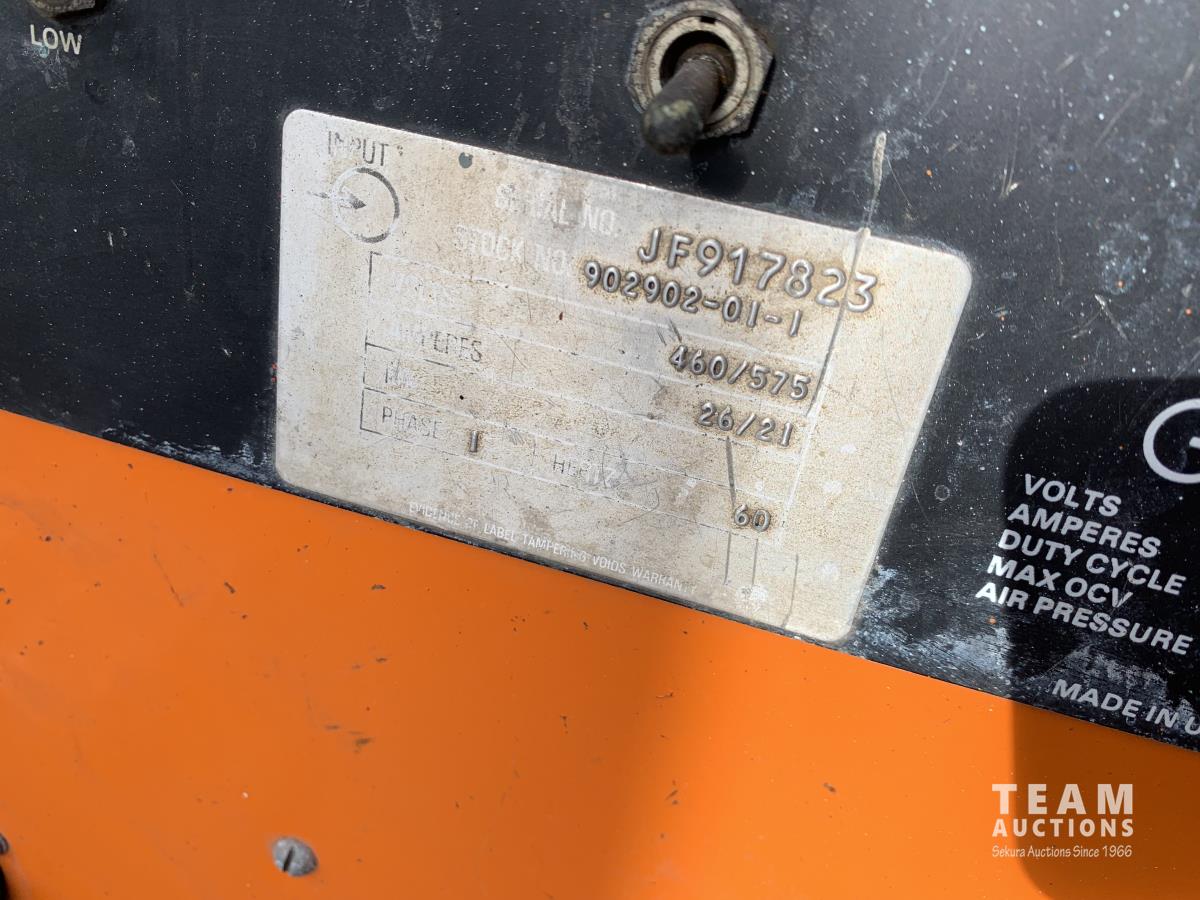 LOW
INPUT
SERIAL NO. JF917823
STOCK NO. 902902-01-1
460/575
AMPERES 26/21
PHASE 1 HERTZ 60
EVIDENCE OF LABEL TAMPERING VOIDS WARRANTY
VOLTS
AMPERES
DUTY CYCLE
MAX OCV
AIR PRESSURE
MADE IN U
TEAM
AUCTIONS
Sekura Auctions Since 1966